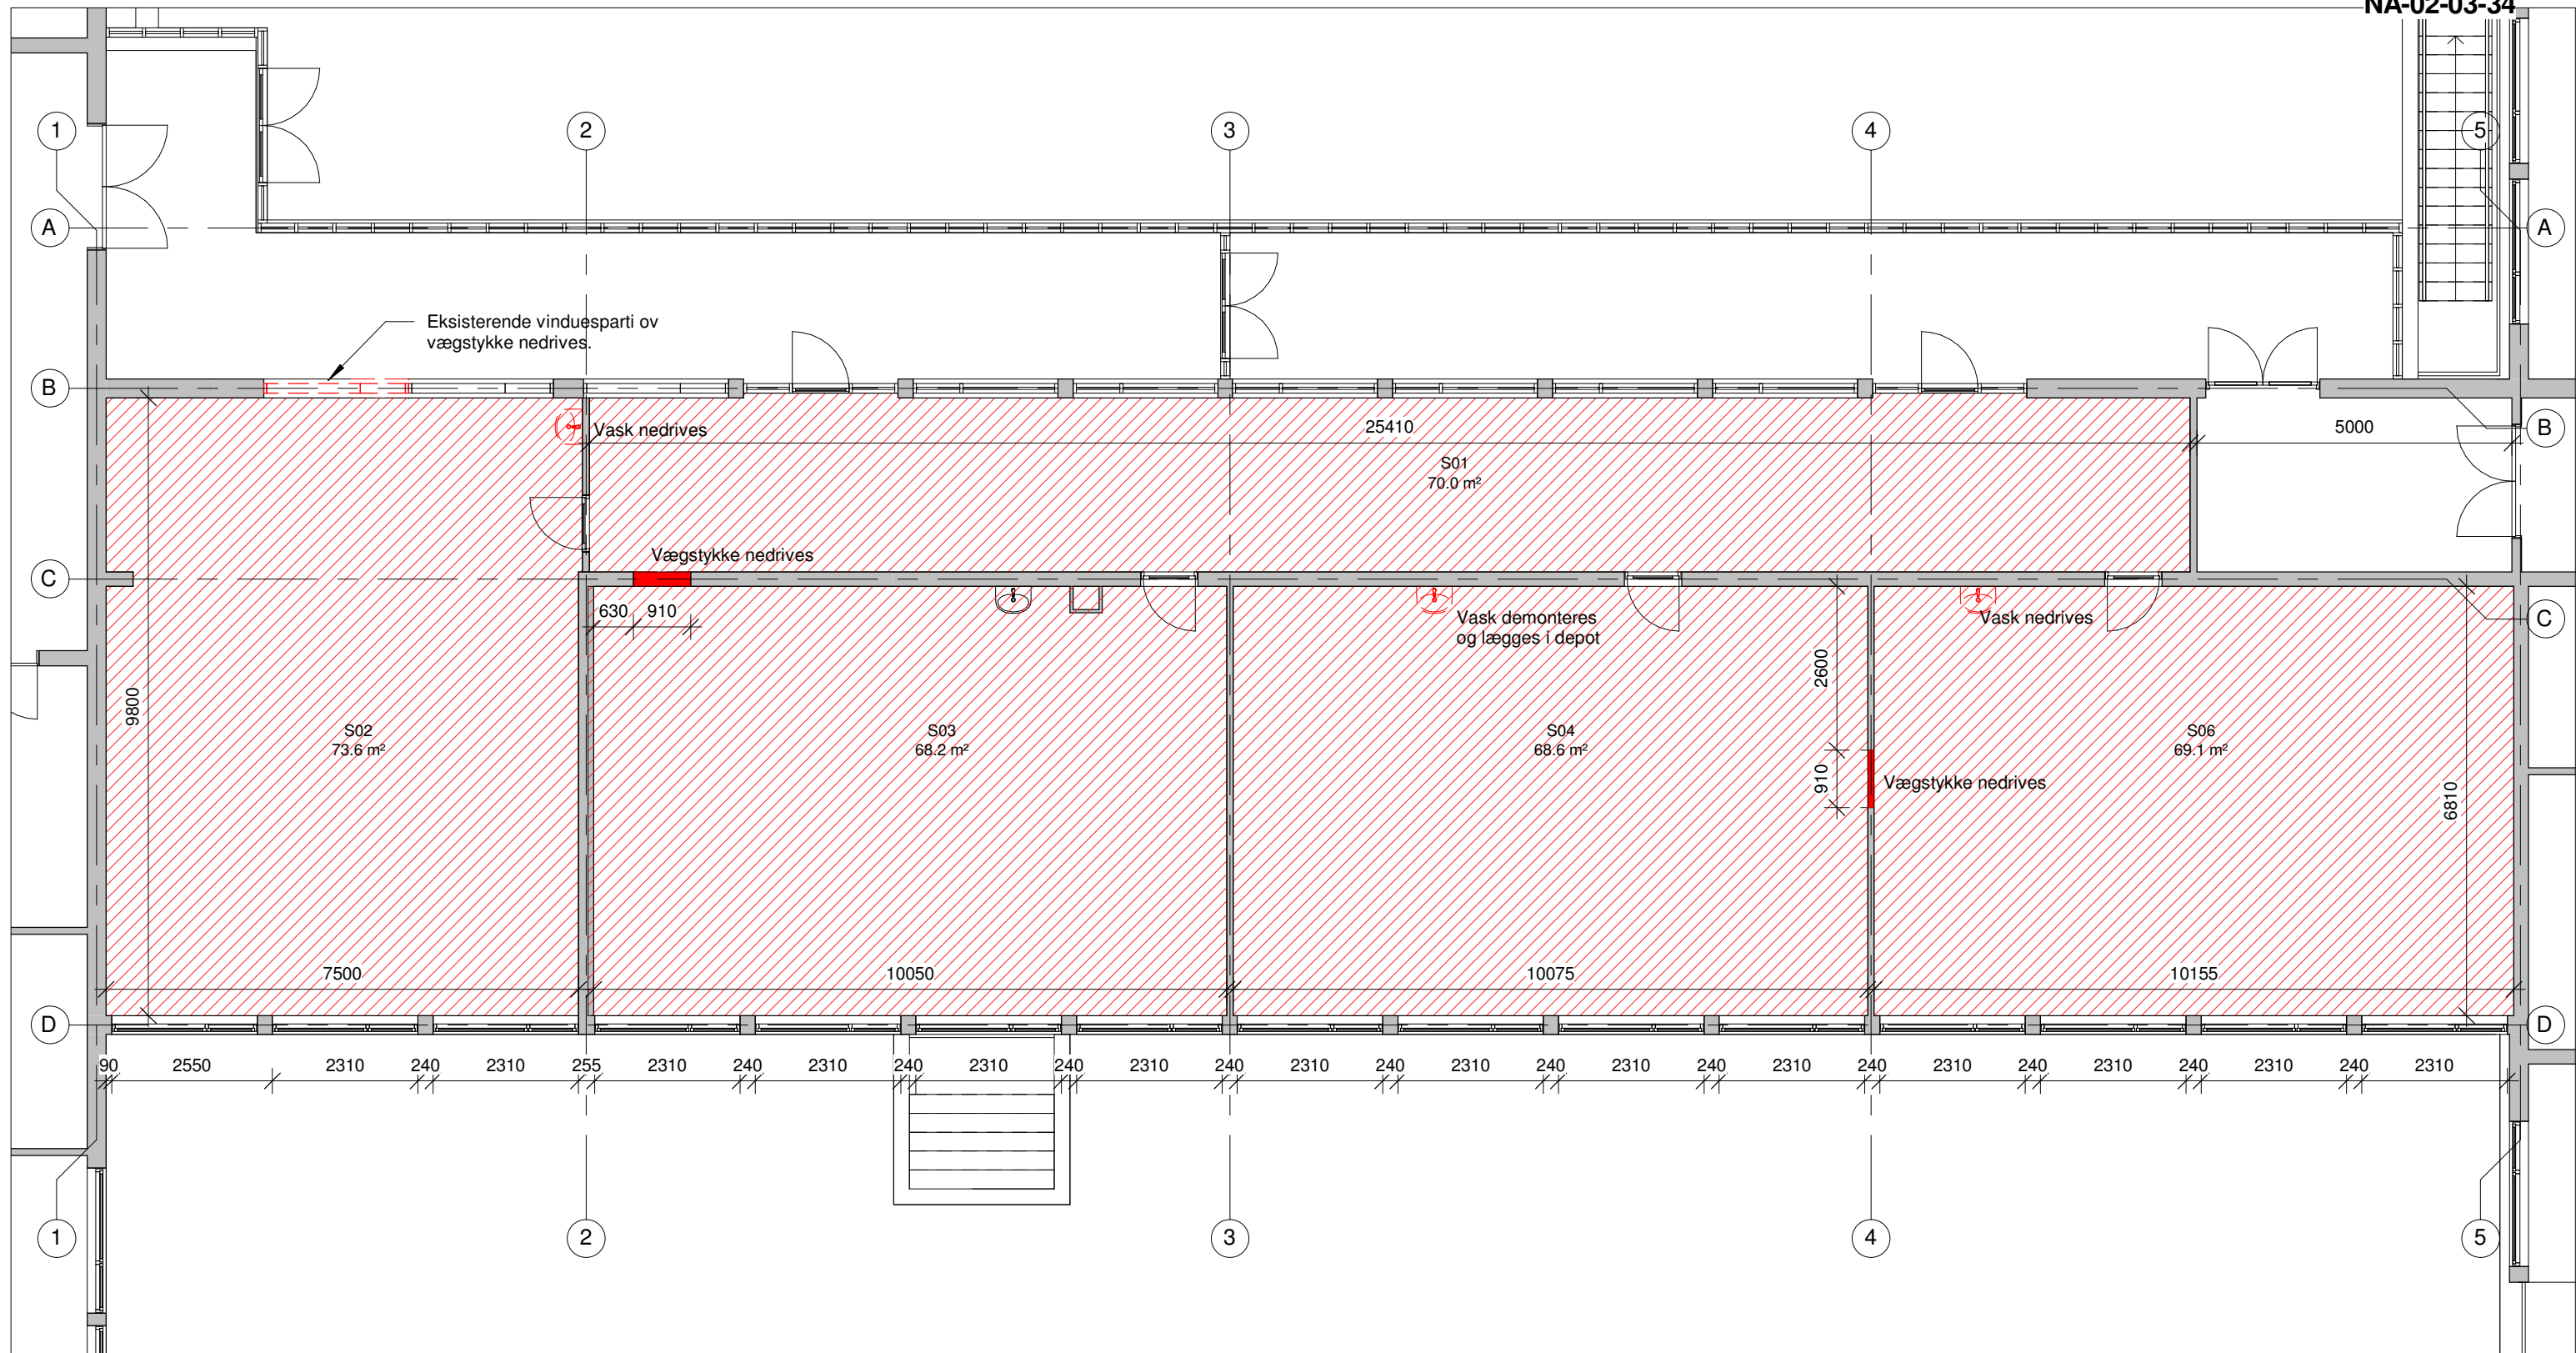 NA-02-03-34
1
2
3
4
5
A
A
Eksisterende vinduesparti ov
vægstykke nedrives.
B
Vask nedrives
25410
5000
B
S01
70.0 m²
Vægstykke nedrives
C
630
910
Vask demonteres
og lægges i depot
Vask nedrives
C
2600
9800
S02
73.6 m²
S03
68.2 m²
S04
68.6 m²
S06
69.1 m²
910
Vægstykke nedrives
6810
7500
10050
10075
10155
D
D
90 2550 2310 240 2310 255 2310 240 2310 240 2310 240 2310 240 2310 240 2310 240 2310 240 2310 240 2310 240 2310 240 2310 240 2310
1
2
3
4
5